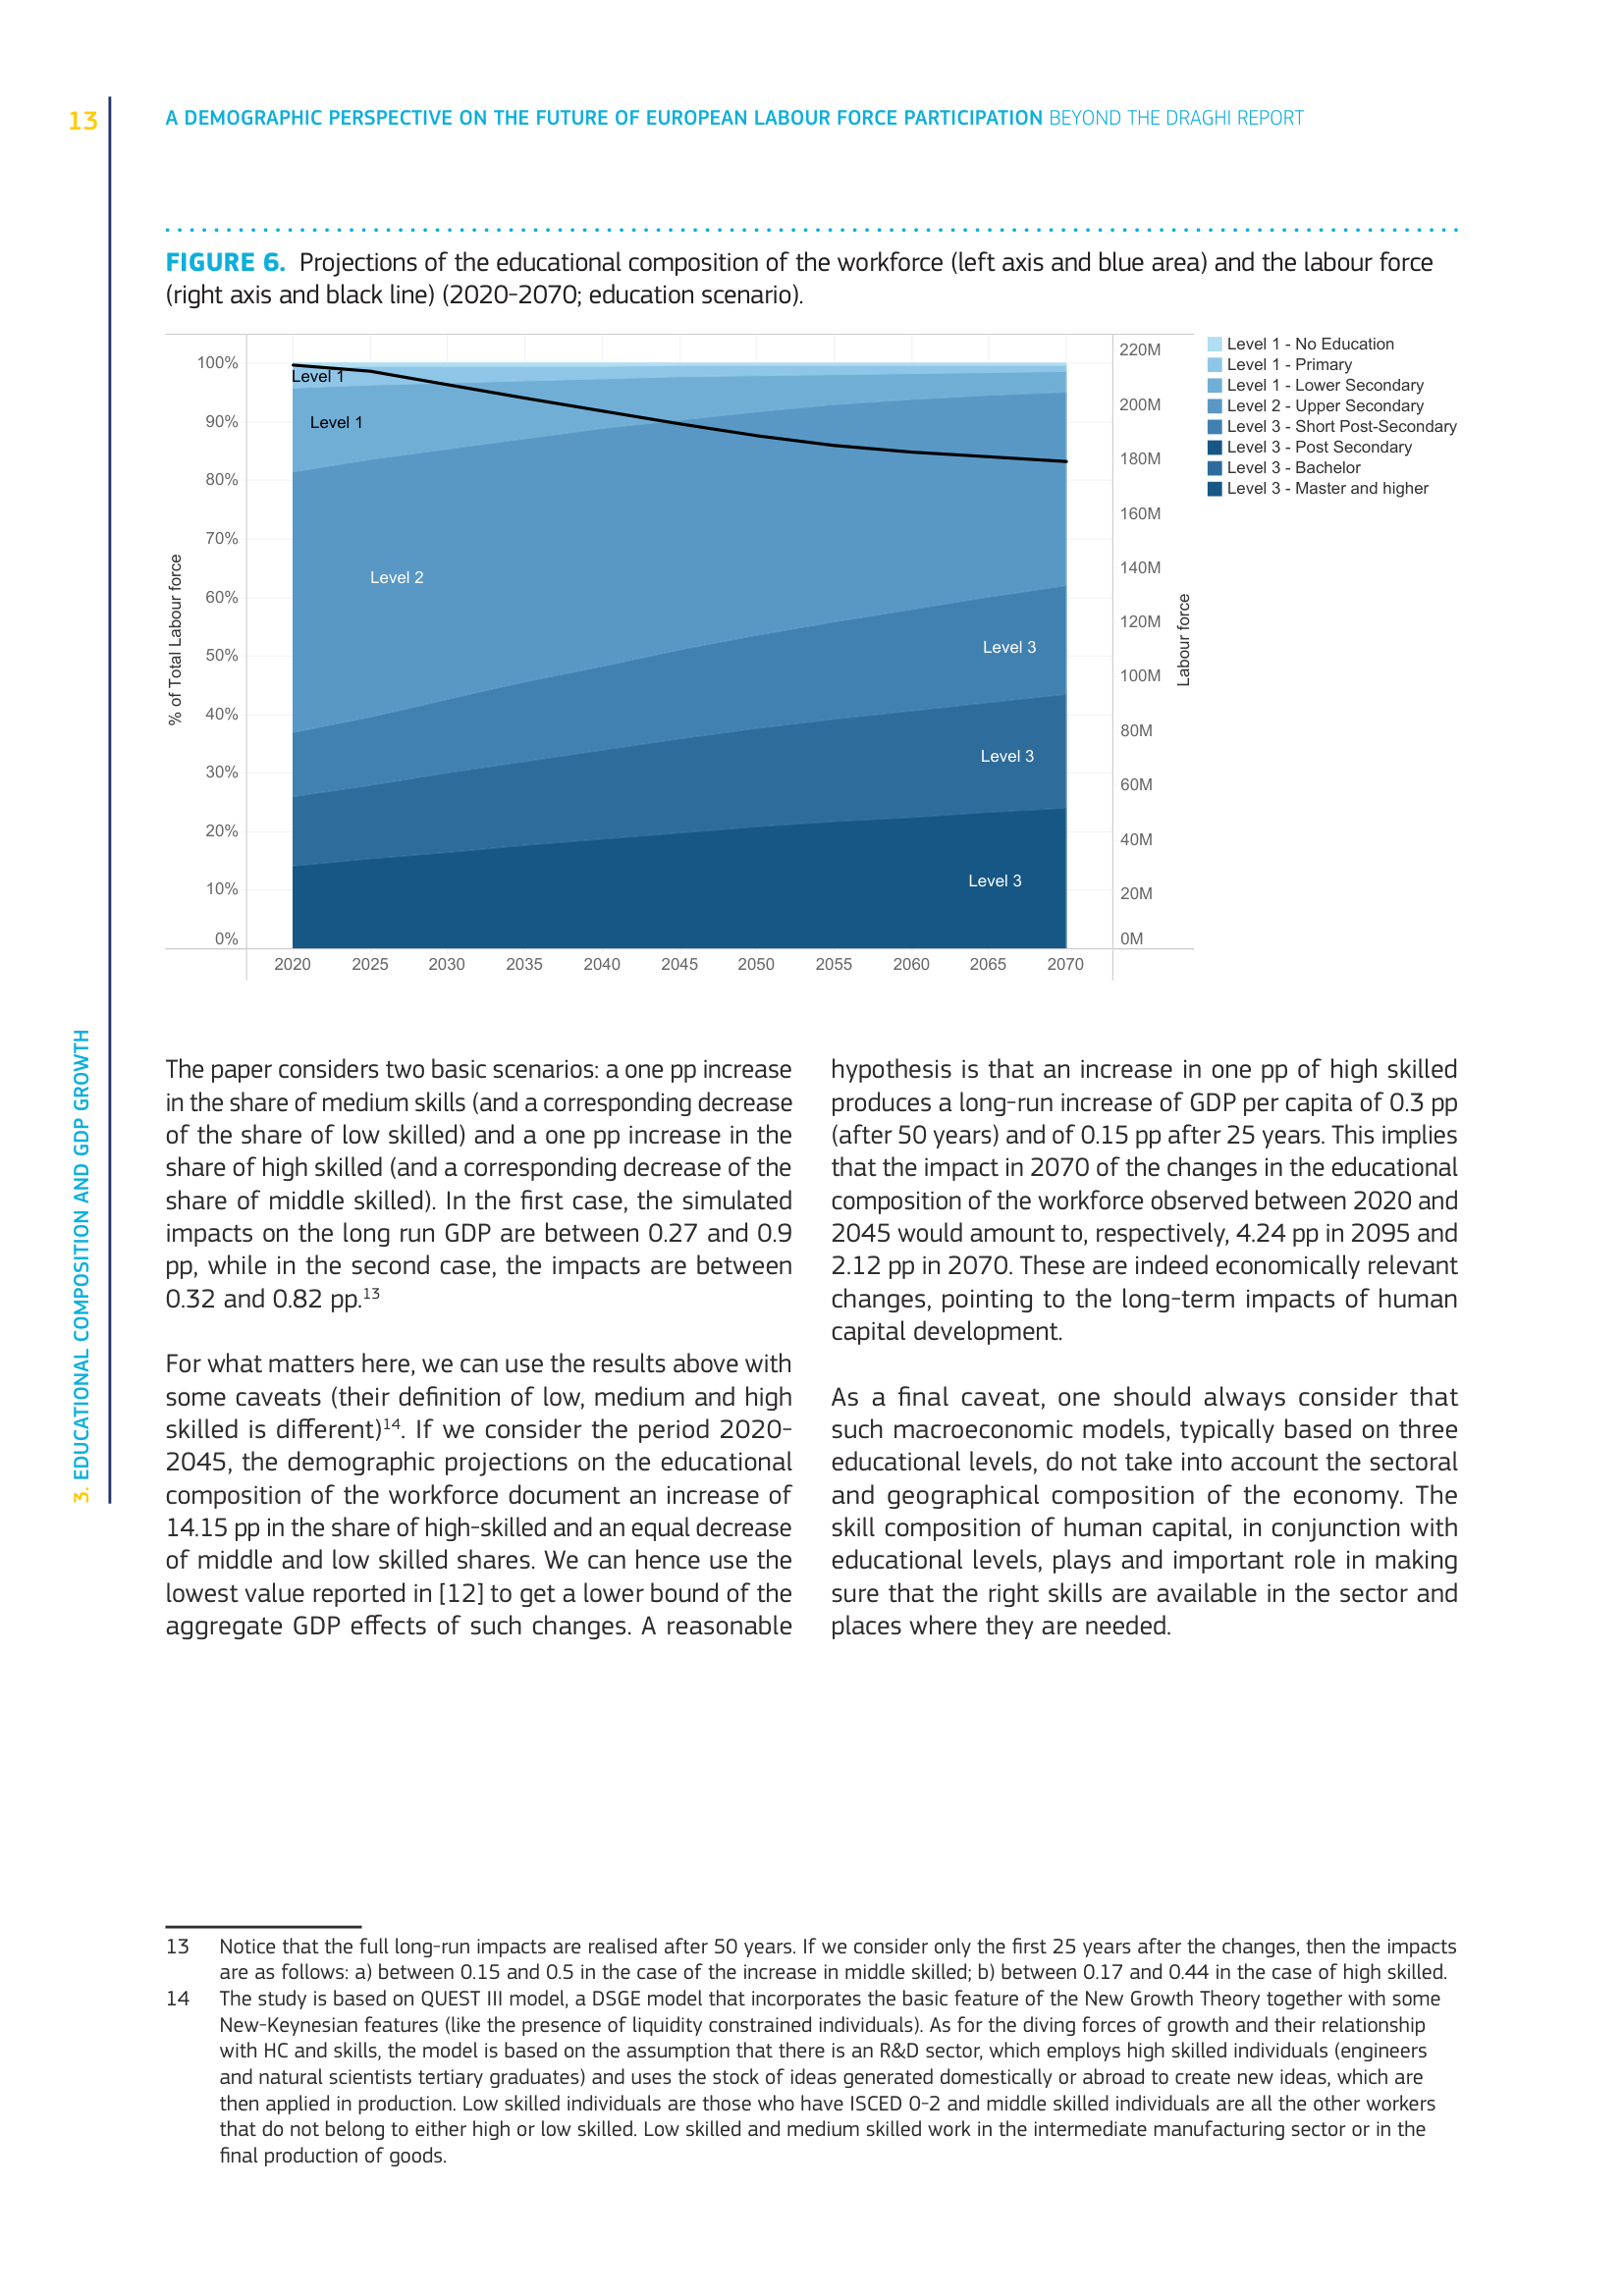 13
A DEMOGRAPHIC PERSPECTIVE ON THE FUTURE OF EUROPEAN LABOUR FORCE PARTICIPATION BEYOND THE DRAGHI REPORT
FIGURE 6. Projections of the educational composition of the workforce (left axis and blue area) and the labour force
(right axis and black line) (2020-2070; education scenario).
% of Total Labour force
100%
90%
80%
70%
60%
50%
40%
30%
20%
10%
0%
Level 1
Level 1
Level 2
Level 3
Level 3
Level 3
2020 2025 2030 2035 2040 2045 2050 2055 2060 2065 2070
220M
200M
180M
160M
140M
120M
100M
80M
60M
40M
20M
0M
Labour force
Level 1 - No Education
Level 1 - Primary
Level 1 - Lower Secondary
Level 2 - Upper Secondary
Level 3 - Short Post-Secondary
Level 3 - Post Secondary
Level 3 - Bachelor
Level 3 - Master and higher
3. EDUCATIONAL COMPOSITION AND GDP GROWTH
The paper considers two basic scenarios: a one pp increase
in the share of medium skills (and a corresponding decrease
of the share of low skilled) and a one pp increase in the
share of high skilled (and a corresponding decrease of the
share of middle skilled). In the first case, the simulated
impacts on the long run GDP are between 0.27 and 0.9
pp, while in the second case, the impacts are between
0.32 and 0.82 pp.13
For what matters here, we can use the results above with
some caveats (their definition of low, medium and high
skilled is different)14. If we consider the period 2020-
2045, the demographic projections on the educational
composition of the workforce document an increase of
14.15 pp in the share of high-skilled and an equal decrease
of middle and low skilled shares. We can hence use the
lowest value reported in [12] to get a lower bound of the
aggregate GDP effects of such changes. A reasonable
hypothesis is that an increase in one pp of high skilled
produces a long-run increase of GDP per capita of 0.3 pp
(after 50 years) and of 0.15 pp after 25 years. This implies
that the impact in 2070 of the changes in the educational
composition of the workforce observed between 2020 and
2045 would amount to, respectively, 4.24 pp in 2095 and
2.12 pp in 2070. These are indeed economically relevant
changes, pointing to the long-term impacts of human
capital development.
As a final caveat, one should always consider that
such macroeconomic models, typically based on three
educational levels, do not take into account the sectoral
and geographical composition of the economy. The
skill composition of human capital, in conjunction with
educational levels, plays and important role in making
sure that the right skills are available in the sector and
places where they are needed.
13 Notice that the full long-run impacts are realised after 50 years. If we consider only the first 25 years after the changes, then the impacts
are as follows: a) between 0.15 and 0.5 in the case of the increase in middle skilled; b) between 0.17 and 0.44 in the case of high skilled.
14 The study is based on QUEST III model, a DSGE model that incorporates the basic feature of the New Growth Theory together with some
New-Keynesian features (like the presence of liquidity constrained individuals). As for the diving forces of growth and their relationship
with HC and skills, the model is based on the assumption that there is an R&D sector, which employs high skilled individuals (engineers
and natural scientists tertiary graduates) and uses the stock of ideas generated domestically or abroad to create new ideas, which are
then applied in production. Low skilled individuals are those who have ISCED 0-2 and middle skilled individuals are all the other workers
that do not belong to either high or low skilled. Low skilled and medium skilled work in the intermediate manufacturing sector or in the
final production of goods.